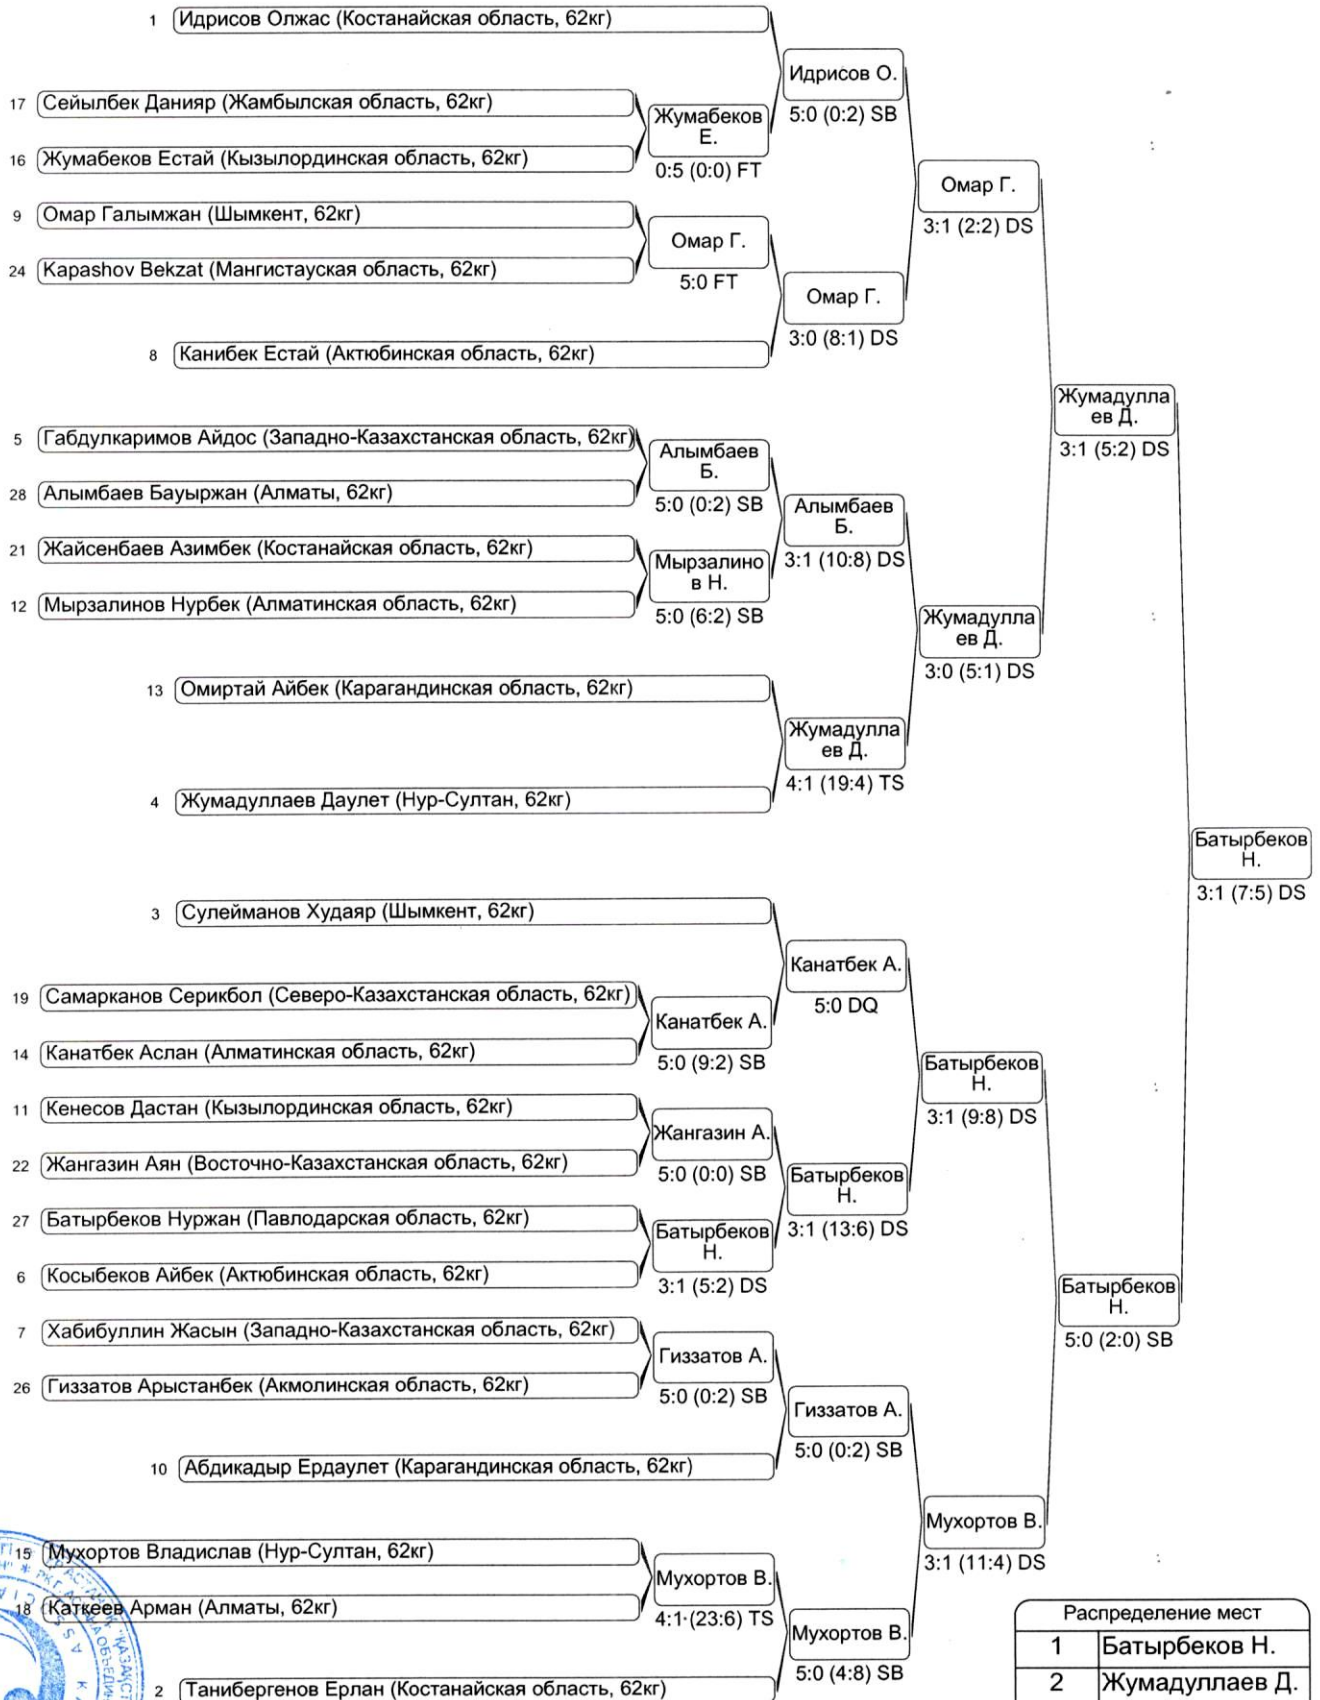 1 Идрисов Олжас (Костанайская область, 62кг)
Идрисов О.
5:0 (0:2) SB
17 Сейылбек Данияр (Жамбылская область, 62кг)
Жумабеков
Е.
0:5 (0:0) FT
16 Жумабеков Естай (Кызылординская область, 62кг)
Омар Г.
3:1 (2:2) DS
9 Омар Галымжан (Шымкент, 62кг)
Омар Г.
5:0 FT
24 Kapashov Bekzat (Мангистауская область, 62кг)
Омар Г.
3:0 (8:1) DS
8 Канибек Естай (Актюбинская область, 62кг)
Жумадулла
ев Д.
3:1 (5:2) DS
5 Габдулкаримов Айдос (Западно-Казахстанская область, 62кг)
Алымбаев
Б.
5:0 (0:2) SB
28 Алымбаев Бауыржан (Алматы, 62кг)
Алымбаев
Б.
3:1 (10:8) DS
21 Жайсенбаев Азимбек (Костанайская область, 62кг)
Мырзалино
в Н.
5:0 (6:2) SB
12 Мырзалинов Нурбек (Алматинская область, 62кг)
Жумадулла
ев Д.
3:0 (5:1) DS
13 Омиртай Айбек (Карагандинская область, 62кг)
Жумадулла
ев Д.
4:1 (19:4) TS
4 Жумадуллаев Даулет (Нур-Султан, 62кг)
Батырбеков
Н.
3:1 (7:5) DS
3 Сулейманов Худаяр (Шымкент, 62кг)
Канатбек А.
5:0 DQ
19 Самарканов Серикбол (Северо-Казахстанская область, 62кг)
Канатбек А.
5:0 (9:2) SB
14 Канатбек Аслан (Алматинская область, 62кг)
Батырбеков
Н.
3:1 (9:8) DS
11 Кенесов Дастан (Кызылординская область, 62кг)
Жангазин А.
5:0 (0:0) SB
22 Жангазин Аян (Восточно-Казахстанская область, 62кг)
Батырбеков
Н.
3:1 (13:6) DS
27 Батырбеков Нуржан (Павлодарская область, 62кг)
Батырбеков
Н.
3:1 (5:2) DS
6 Косыбеков Айбек (Актюбинская область, 62кг)
Батырбеков
Н.
5:0 (2:0) SB
7 Хабибуллин Жасын (Западно-Казахстанская область, 62кг)
Гиззатов А.
5:0 (0:2) SB
26 Гиззатов Арыстанбек (Акмолинская область, 62кг)
Гиззатов А.
5:0 (0:2) SB
10 Абдикадыр Ердаулет (Карагандинская область, 62кг)
Мухортов В.
3:1 (11:4) DS
15 Мухортов Владислав (Нур-Султан, 62кг)
Мухортов В.
4:1 (23:6) TS
18 Каткеев Арман (Алматы, 62кг)
Мухортов В.
5:0 (4:8) SB
2 Танибергенов Ерлан (Костанайская область, 62кг)
Распределение мест
1 Батырбеков Н.
2 Жумадуллаев Д.